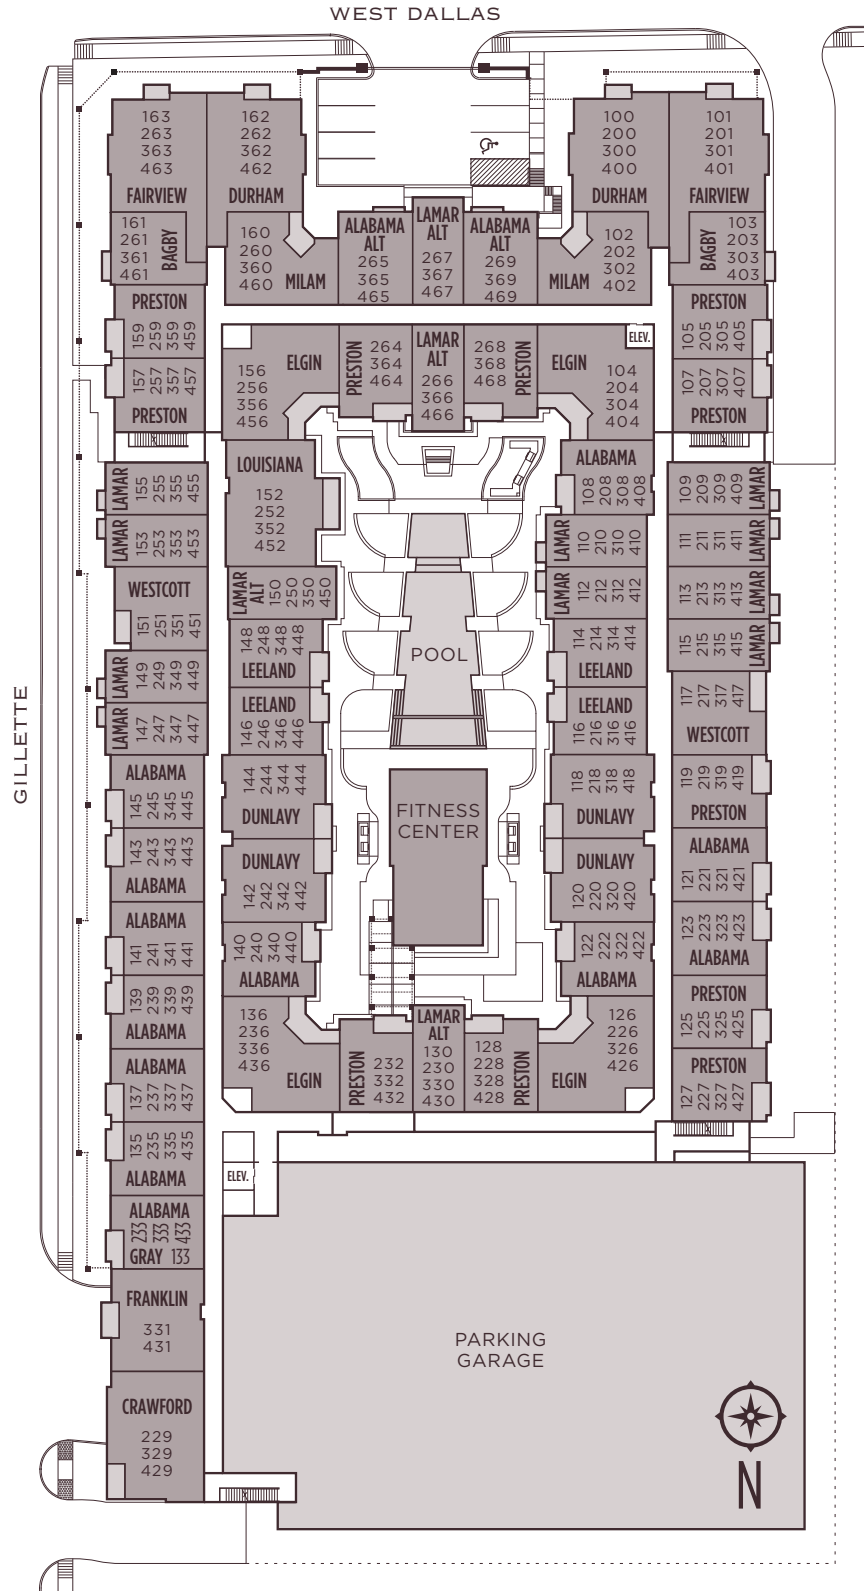 WEST DALLAS
163
263
363
463
FAIRVIEW
162
262
362
462
DURHAM
100
200
300
400
DURHAM
101
201
301
401
FAIRVIEW
161
261
361
461
BAGBY
160
260
360
460
MILAM
ALABAMA
ALT
265
365
465
LAMAR
ALT
267
367
467
ALABAMA
ALT
269
369
469
102
202
302
402
MILAM
103
203
303
403
BAGBY
PRESTON
159 259 359 459
157 257 357 457
PRESTON
156
256
356
456
ELGIN
PRESTON
264
364
464
LAMAR
ALT
266
366
466
268
368
468
PRESTON
ELGIN
ELEV.
104
204
304
404
PRESTON
105 205 305 405
107 207 307 407
PRESTON
LAMAR
155 255 355 455
LAMAR
153 253 353 453
WESTCOTT
151 251 351 451
LAMAR
149 249 349 449
LAMAR
147 247 347 447
ALABAMA
145 245 345 445
143 243 343 443
ALABAMA
ALABAMA
141 241 341 441
139 239 339 439
ALABAMA
ALABAMA
137 237 337 437
135 235 335 435
ALABAMA
ALABAMA
233 333 433
GRAY 133
FRANKLIN
331
431
CRAWFORD
229
329
429
GILLETTE
LOUISIANA
152
252
352
452
LAMAR
ALT
150 250 350 450
148 248 348 448
LEELAND
LEELAND
146 246 346 446
144 244 344 444
DUNLAVY
DUNLAVY
142 242 342 442
140 240 340 440
ALABAMA
136
236
336
436
ELGIN
POOL
FITNESS
CENTER
PRESTON
232
332
432
LAMAR
ALT
130
230
330
430
128
228
328
428
PRESTON
ALABAMA
108 208 308 408
LAMAR
110 210 310 410
LAMAR
112 212 312 412
114 214 314 414
LEELAND
LEELAND
116 216 316 416
118 218 318 418
DUNLAVY
DUNLAVY
120 220 320 420
122 222 322 422
ALABAMA
126
226
326
426
ELGIN
109 209 309 409
LAMAR
111 211 311 411
LAMAR
113 213 313 413
LAMAR
115 215 315 415
LAMAR
117 217 317 417
WESTCOTT
119 219 319 419
PRESTON
ALABAMA
121 221 321 421
123 223 323 423
ALABAMA
PRESTON
125 225 325 425
PRESTON
127 227 327 427
ELEV.
PARKING
GARAGE
N